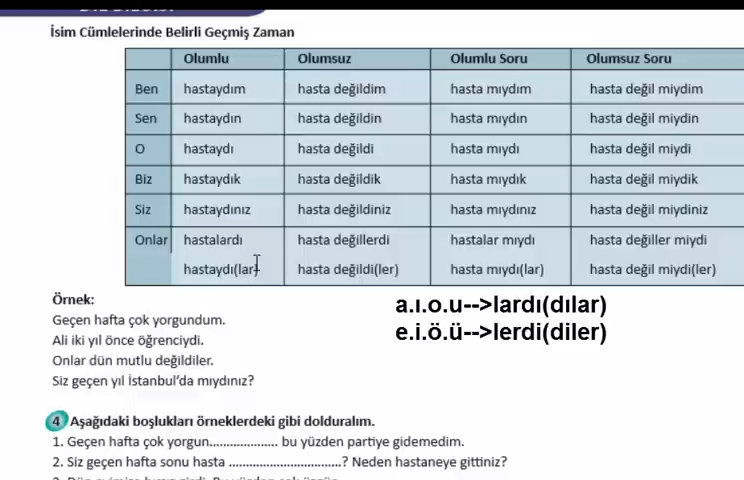 İsim Cümlelerinde Belirli Geçmiş Zaman
Olumlu Olumsuz Olumlu Soru Olumsuz Soru
Ben hastaydım hasta değildim hasta mıydım hasta değil miydim
Sen hastaydın hasta değildin hasta mıydın hasta değil miydin
O hastaydı hasta değildi hasta mıydı hasta değil miydi
Biz hastaydık hasta değildik hasta mıydık hasta değil miydik
Siz hastaydınız hasta değildiniz hasta mıydınız hasta değil miydiniz
Onlar hastalardı hasta değillerdi hastalar mıydı hasta değiller miydi
hastaydı(lar) hasta değildi(ler) hasta mıydı(lar) hasta değil miydi(ler)
Örnek:
a.ı.o.u-->lardı(dılar)
Geçen hafta çok yorgundum.
e.i.ö.ü-->lerdi(diler)
Ali iki yıl önce öğrenciydi.
Onlar dün mutlu değildiler.
Siz geçen yıl İstanbul'da mıydınız?
4 Aşağıdaki boşlukları örneklerdeki gibi dolduralım.
1. Geçen hafta çok yorgun.................... bu yüzden partiye gidemedim.
2. Siz geçen hafta sonu hasta .................................? Neden hastaneye gittiniz?